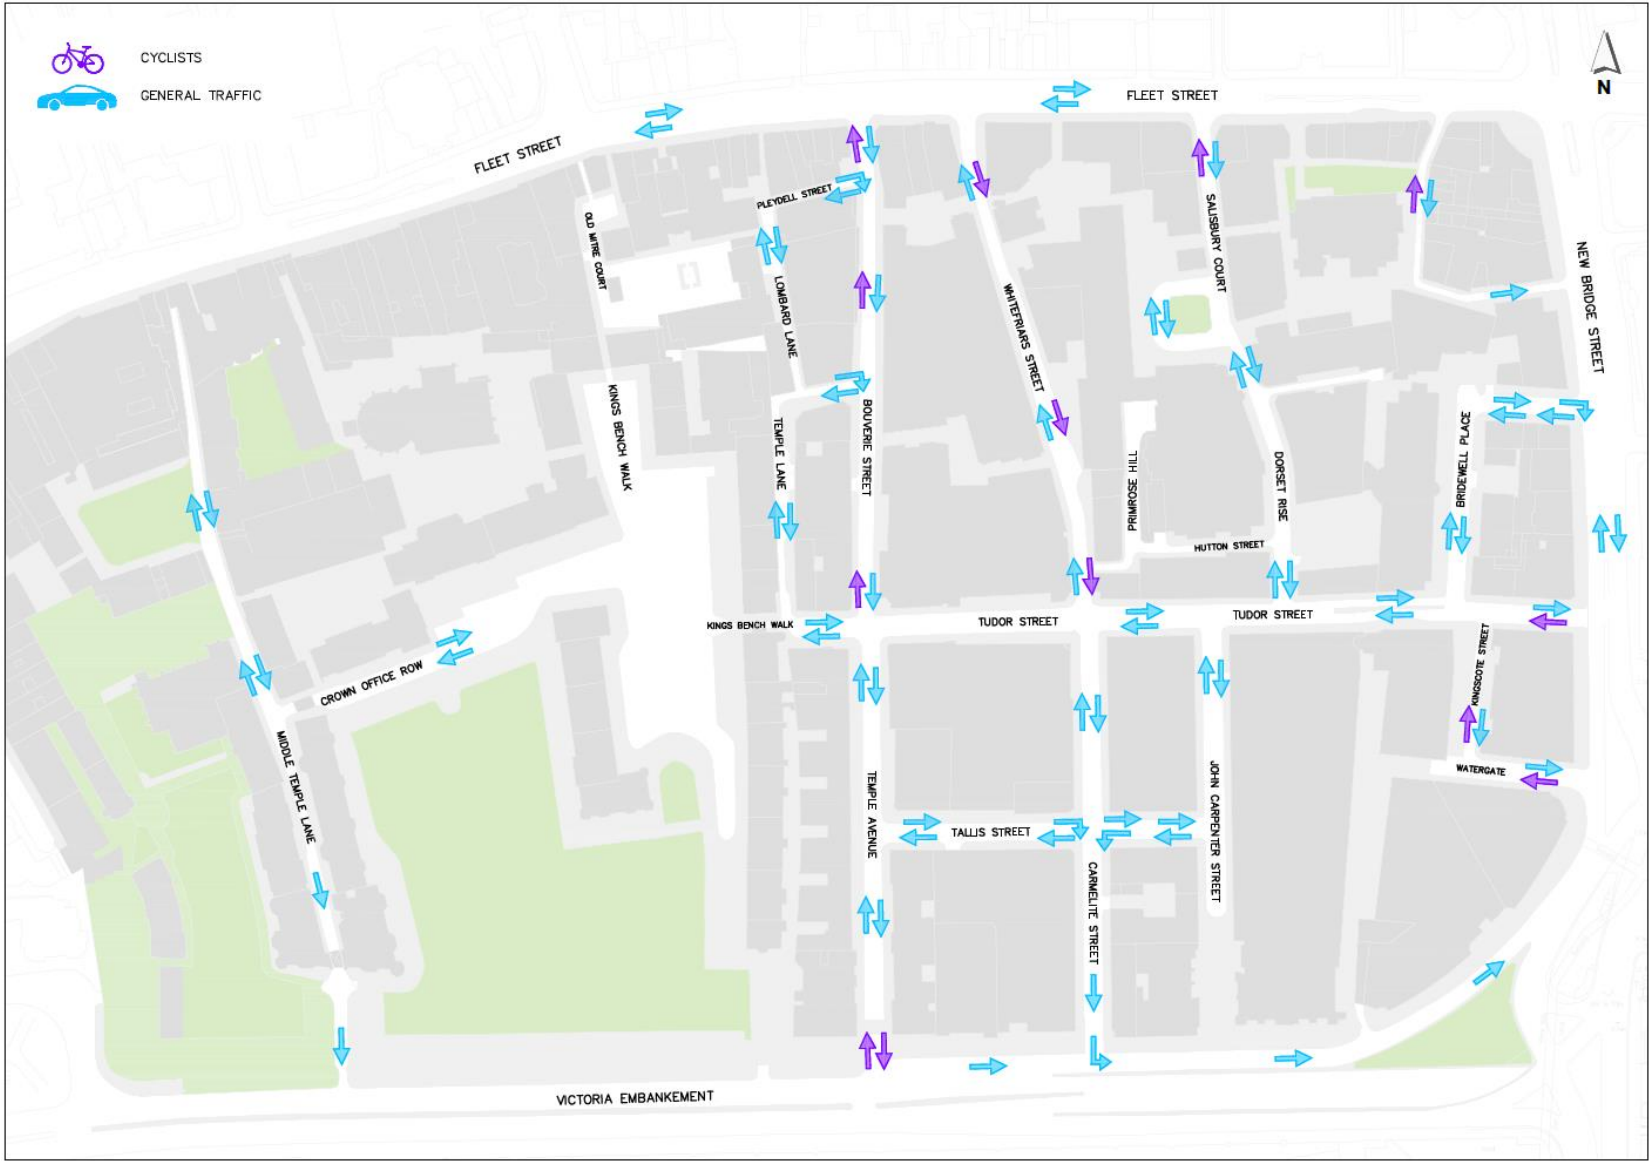 CYCLISTS
GENERAL TRAFFIC
N
FLEET STREET
FLEET STREET
PLEYDELL STREET
OLD MITRE COURT
SALISBURY COURT
NEW BRIDGE STREET
LOMBARD LANE
WHITEFRIARS STREET
KINGS BENCH WALK
TEMPLE LANE
BOUVERIE STREET
PRIMROSE HILL
DORSET RISE
BRIDEWELL PLACE
HUTTON STREET
KINGS BENCH WALK
TUDOR STREET
TUDOR STREET
KINGSCOTE STREET
CROWN OFFICE ROW
MIDDLE TEMPLE LANE
TEMPLE AVENUE
JOHN CARPENTER STREET
WATERGATE
TALLIS STREET
CARMELITE STREET
VICTORIA EMBANKEMENT